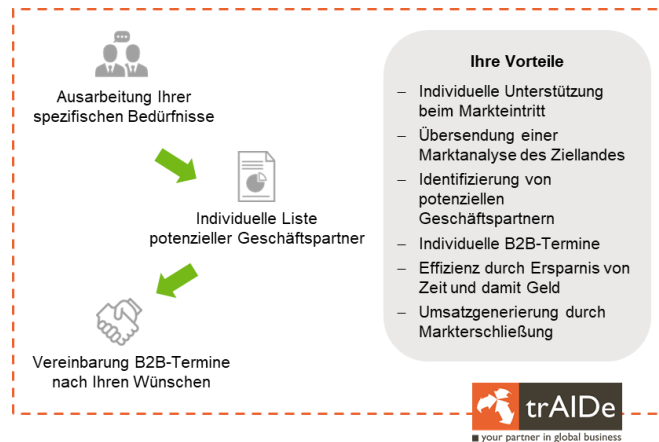 Ausarbeitung Ihrer
spezifischen Bedürfnisse
Individuelle Liste
potenzieller Geschäftspartner
Vereinbarung B2B-Termine
nach Ihren Wünschen
Ihre Vorteile
– Individuelle Unterstützung
beim Markteintritt
– Übersendung einer
Marktanalyse des Ziellandes
– Identifizierung von
potenziellen
Geschäftspartnern
– Individuelle B2B-Termine
– Effizienz durch Ersparnis von
Zeit und damit Geld
– Umsatzgenerierung durch
Markterschließung
trAIDe
your partner in global business